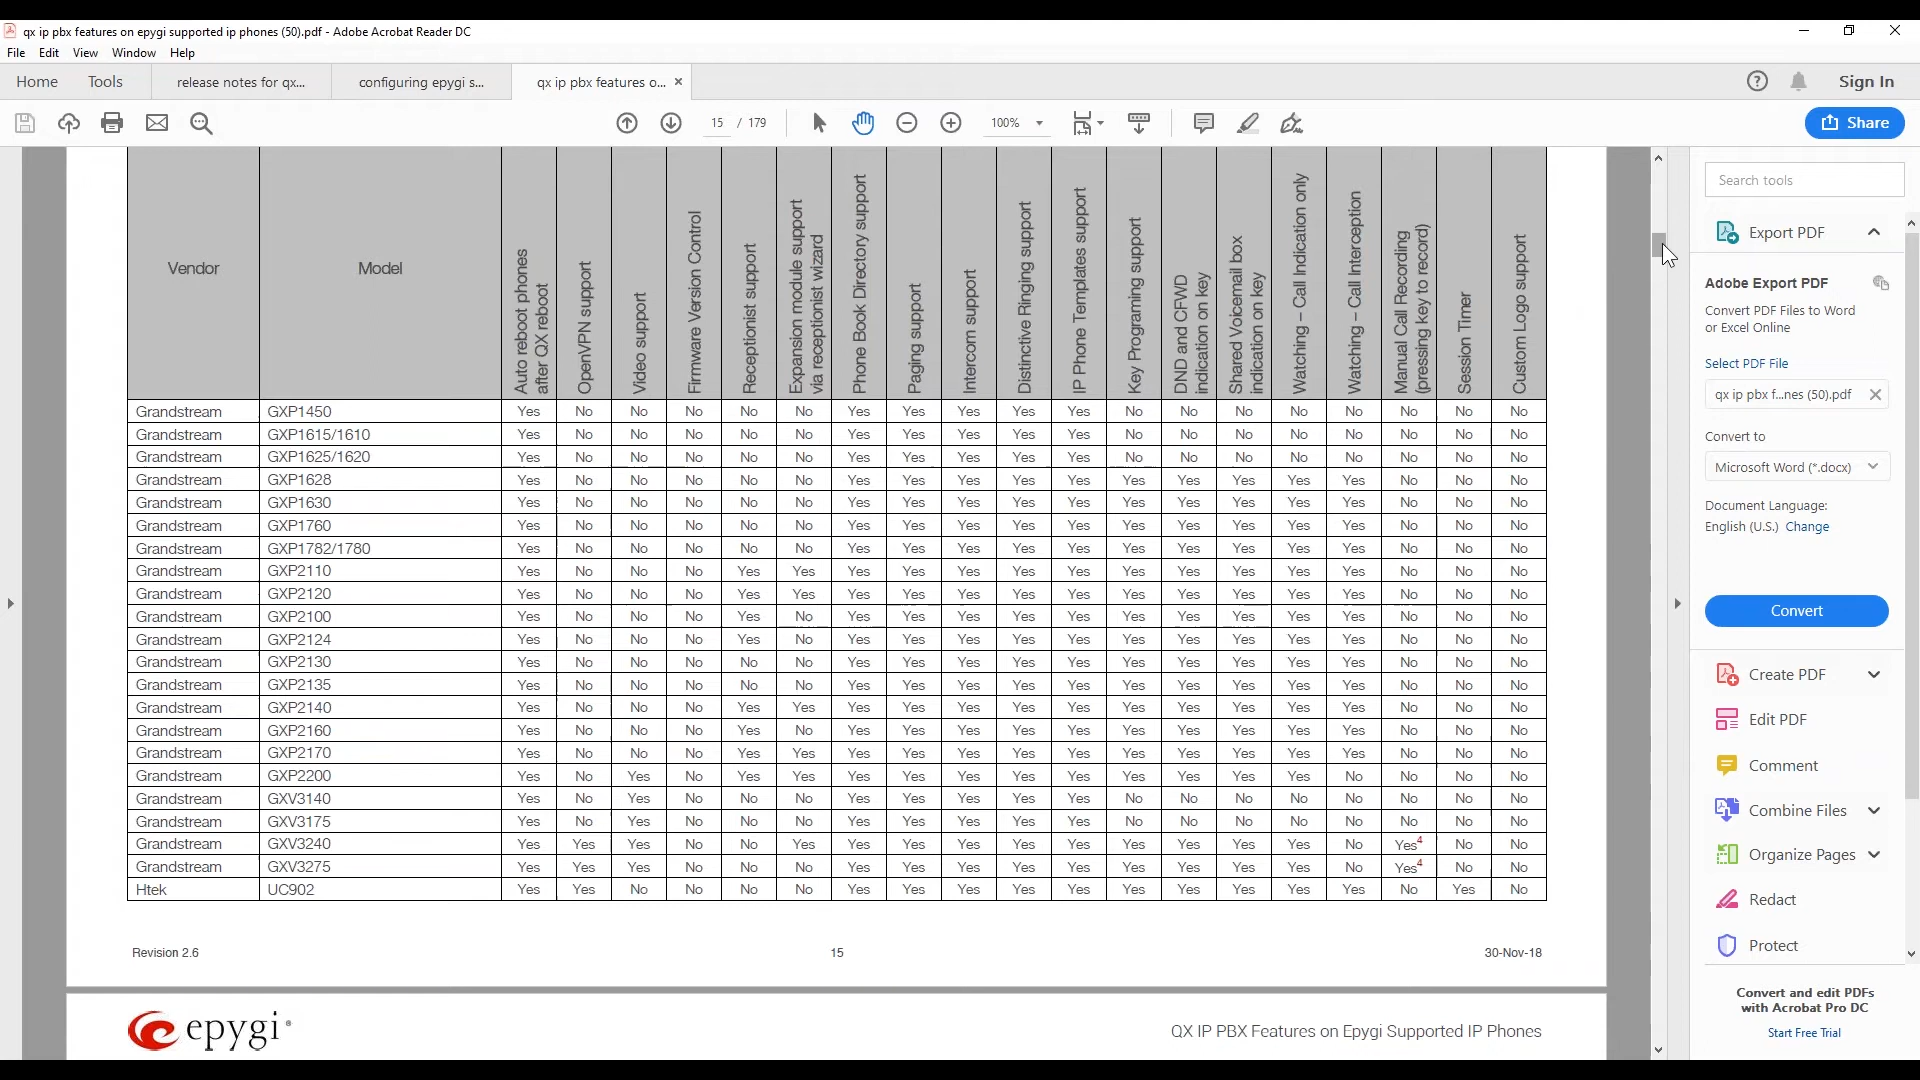 qx ip pbx features on epygi supported ip phones (50).pdf - Adobe Acrobat Reader DC
File Edit View Window Help
Home Tools release notes for qx... configuring epygi s... qx ip pbx features o... ×
Sign In
15 / 179 100% Share
Vendor Model Auto reboot phones after QX reboot OpenVPN support Video support Firmware Version Control Receptionist support Expansion module support via receptionist wizard Phone Book Directory support Paging support Intercom support Distinctive Ringing support IP Phone Templates support Key Programing support DND and CFWD indication on key Shared Voicemail box indication on key Watching – Call Indication only Watching – Call Interception Manual Call Recording (pressing key to record) Session Timer Custom Logo support
Grandstream GXP1450 Yes No No No No No Yes Yes Yes Yes Yes No No No No No No No No
Grandstream GXP1615/1610 Yes No No No No No Yes Yes Yes Yes Yes No No No No No No No No
Grandstream GXP1625/1620 Yes No No No No No Yes Yes Yes Yes Yes No No No No No No No No
Grandstream GXP1628 Yes No No No No No Yes Yes Yes Yes Yes Yes Yes Yes Yes Yes No No No
Grandstream GXP1630 Yes No No No No No Yes Yes Yes Yes Yes Yes Yes Yes Yes Yes No No No
Grandstream GXP1760 Yes No No No No No Yes Yes Yes Yes Yes Yes Yes Yes Yes Yes No No No
Grandstream GXP1782/1780 Yes No No No No No Yes Yes Yes Yes Yes Yes Yes Yes Yes Yes No No No
Grandstream GXP2110 Yes No No No Yes Yes Yes Yes Yes Yes Yes Yes Yes Yes Yes Yes No No No
Grandstream GXP2120 Yes No No No Yes Yes Yes Yes Yes Yes Yes Yes Yes Yes Yes Yes No No No
Grandstream GXP2100 Yes No No No Yes No Yes Yes Yes Yes Yes Yes Yes Yes Yes Yes No No No
Grandstream GXP2124 Yes No No No Yes No Yes Yes Yes Yes Yes Yes Yes Yes Yes Yes No No No
Grandstream GXP2130 Yes No No No No No Yes Yes Yes Yes Yes Yes Yes Yes Yes Yes No No No
Grandstream GXP2135 Yes No No No No No Yes Yes Yes Yes Yes Yes Yes Yes Yes Yes No No No
Grandstream GXP2140 Yes No No No Yes Yes Yes Yes Yes Yes Yes Yes Yes Yes Yes Yes No No No
Grandstream GXP2160 Yes No No No Yes No Yes Yes Yes Yes Yes Yes Yes Yes Yes Yes No No No
Grandstream GXP2170 Yes No No No Yes Yes Yes Yes Yes Yes Yes Yes Yes Yes Yes Yes No No No
Grandstream GXP2200 Yes No Yes No Yes Yes Yes Yes Yes Yes Yes Yes Yes Yes Yes No No No No
Grandstream GXV3140 Yes No Yes No No No Yes Yes Yes Yes Yes No No No No No No No No
Grandstream GXV3175 Yes No Yes No No No Yes Yes Yes Yes Yes No No No No No No No No
Grandstream GXV3240 Yes Yes Yes No No Yes Yes Yes Yes Yes Yes Yes Yes Yes Yes No Yes4 No No
Grandstream GXV3275 Yes Yes Yes No No No Yes Yes Yes Yes Yes Yes Yes Yes Yes No Yes4 No No
Htek UC902 Yes Yes No No No No Yes Yes Yes Yes Yes Yes Yes Yes Yes Yes No Yes No
Revision 2.6 15 30-Nov-18
epygi® QX IP PBX Features on Epygi Supported IP Phones
Search tools
Export PDF
Adobe Export PDF
Convert PDF Files to Word
or Excel Online
Select PDF File
qx ip pbx f...nes (50).pdf
Convert to
Microsoft Word (*.docx)
Document Language:
English (U.S.) Change
Convert
Create PDF
Edit PDF
Comment
Combine Files
Organize Pages
Redact
Protect
Convert and edit PDFs
with Acrobat Pro DC
Start Free Trial